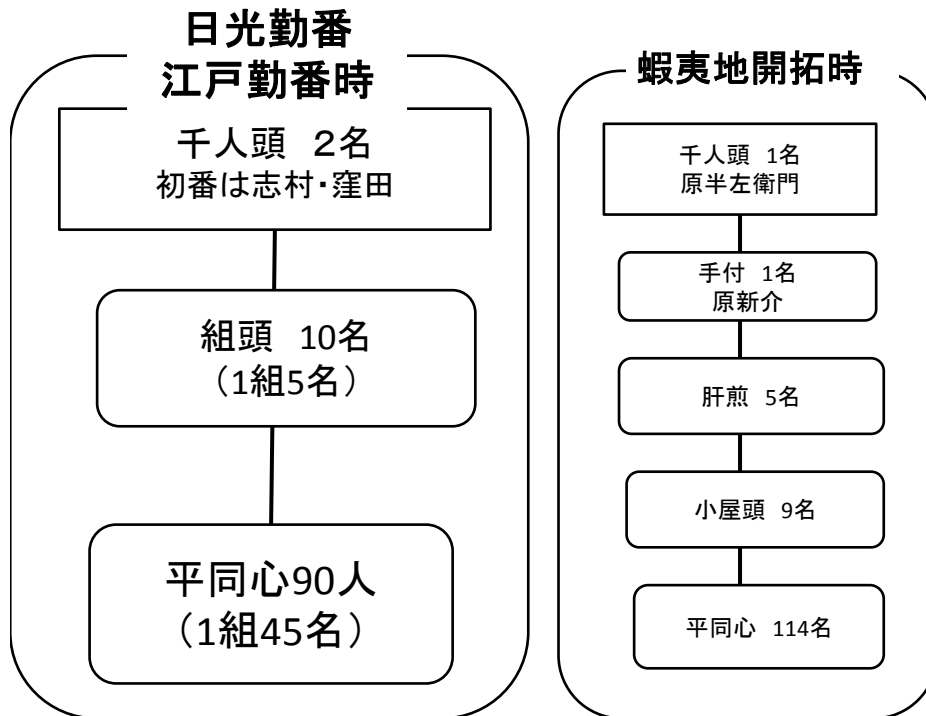 日光勤番
江戸勤番時
千人頭　２名
初番は志村・窪田
組頭　10名
（1組5名）
平同心90人
（1組45名）
蝦夷地開拓時
千人頭　1名
原半左衛門
手付　1名
原新介
肝煎　5名
小屋頭　9名
平同心　114名